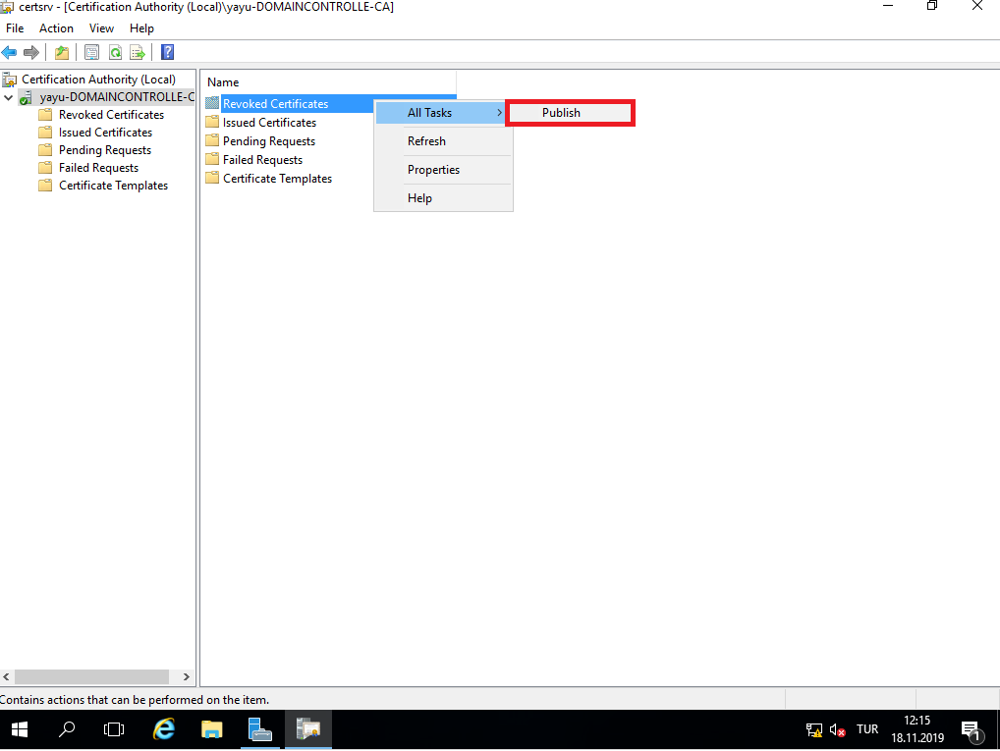 certsrv - [Certification Authority (Local)\yayu-DOMAINCONTROLLE-CA]
File Action View Help
Certification Authority (Local)
yayu-DOMAINCONTROLLE-C
Revoked Certificates
Issued Certificates
Pending Requests
Failed Requests
Certificate Templates
Name
Revoked Certificates
Issued Certificates
Pending Requests
Failed Requests
Certificate Templates
All Tasks
Publish
Refresh
Properties
Help
Contains actions that can be performed on the item.
TUR
12:15
18.11.2019
1